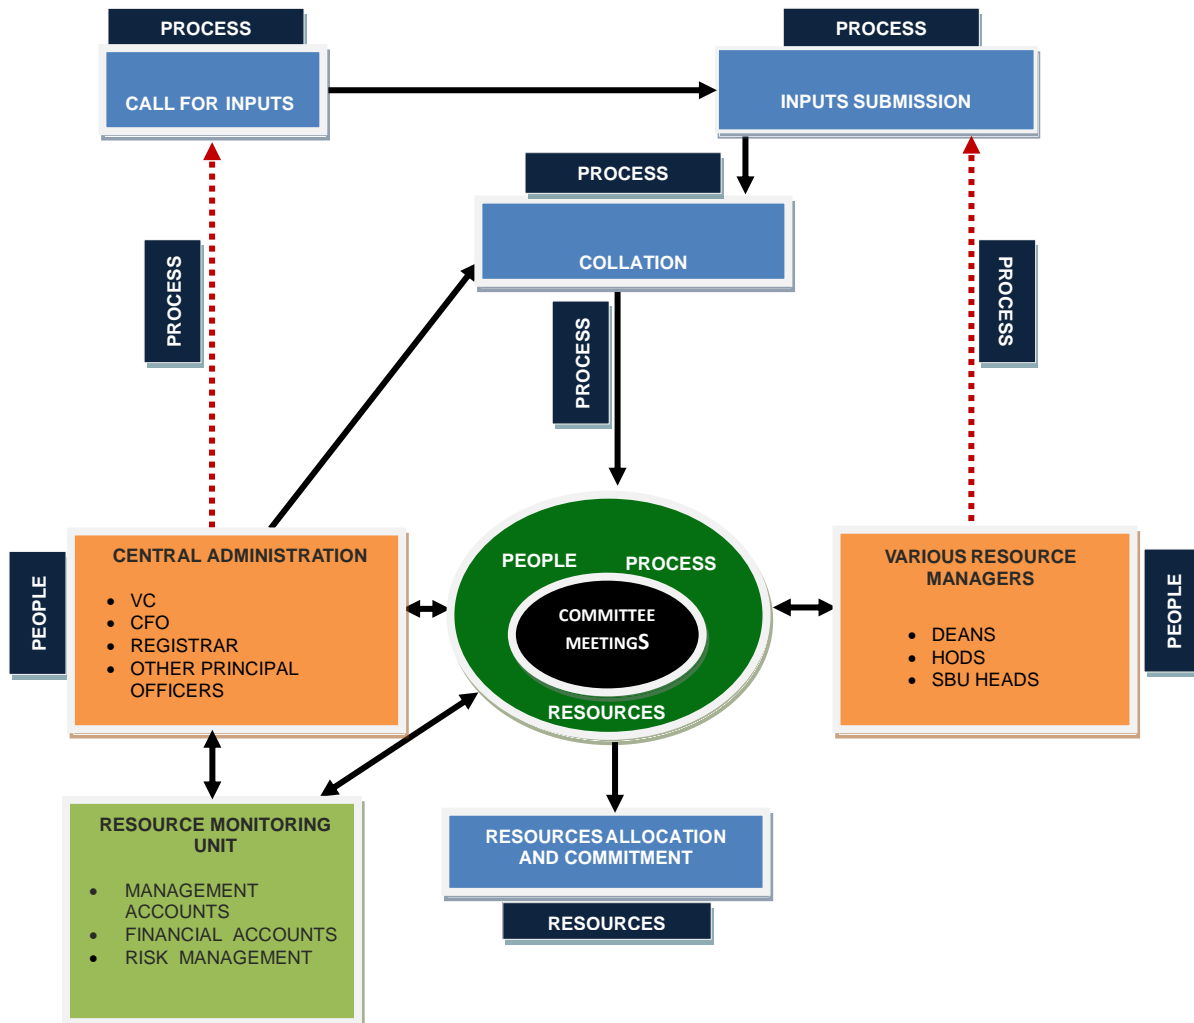 PROCESS
PROCESS
CALL FOR INPUTS
INPUTS SUBMISSION
PROCESS
COLLATION
PROCESS
PROCESS
PROCESS
CENTRAL ADMINISTRATION
• VC
• CFO
• REGISTRAR
• OTHER PRINCIPAL
OFFICERS
PEOPLE
PEOPLE
PROCESS
COMMITTEE
MEETINGS
RESOURCES
VARIOUS RESOURCE
MANAGERS
• DEANS
• HODS
• SBU HEADS
PEOPLE
RESOURCE MONITORING
UNIT
• MANAGEMENT
ACCOUNTS
• FINANCIAL ACCOUNTS
• RISK MANAGEMENT
RESOURCES ALLOCATION
AND COMMITMENT
RESOURCES